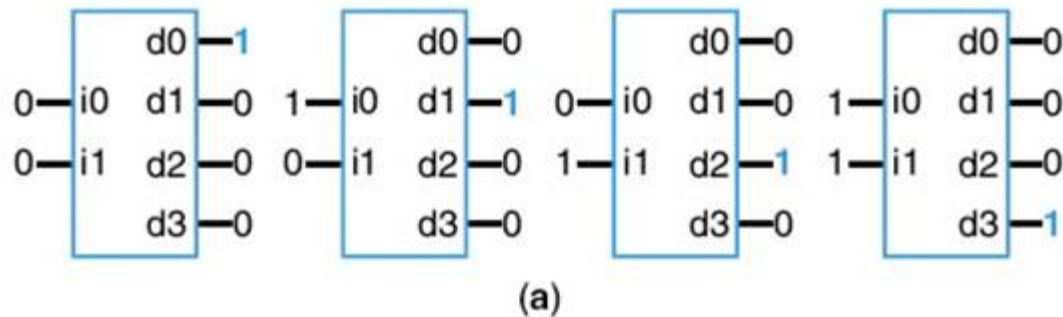 d0 1 d0 0 d0 0 d0 0
0 i0 d1 0 1 i0 d1 1 0 i0 d1 0 1 i0 d1 0
0 i1 d2 0 0 i1 d2 0 1 i1 d2 1 1 i1 d2 0
d3 0 d3 0 d3 0 d3 1
(a)